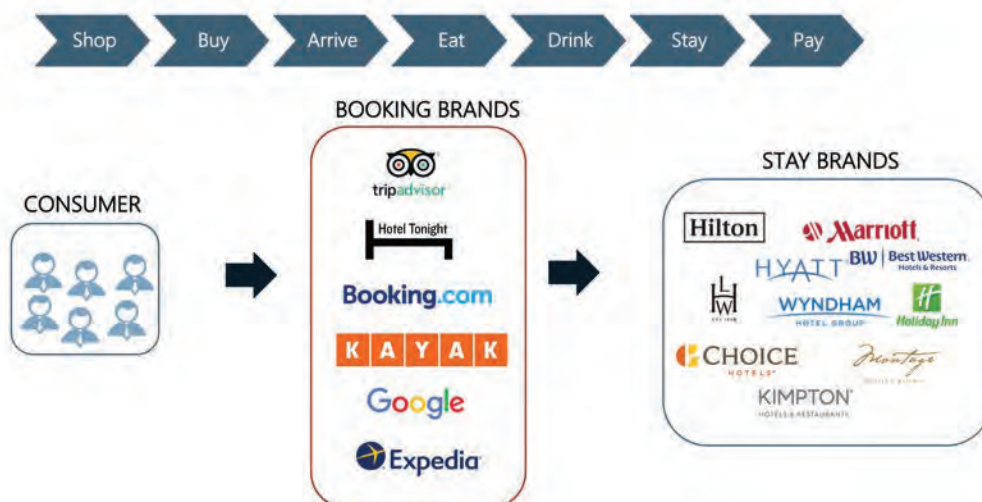 Shop Buy Arrive Eat Drink Stay Pay
BOOKING BRANDS
STAY BRANDS
CONSUMER
tripadvisor
Hotel Tonight
Booking.com
KAYAK
Google
Expedia
Hilton
Marriott
HYATT
BW | Best Western
Hotels & Resorts
LHW
WYNDHAM
HOTEL GROUP
Holiday Inn
CHOICE
HOTELS
Montage
KIMPTON
HOTELS & RESTAURANTS